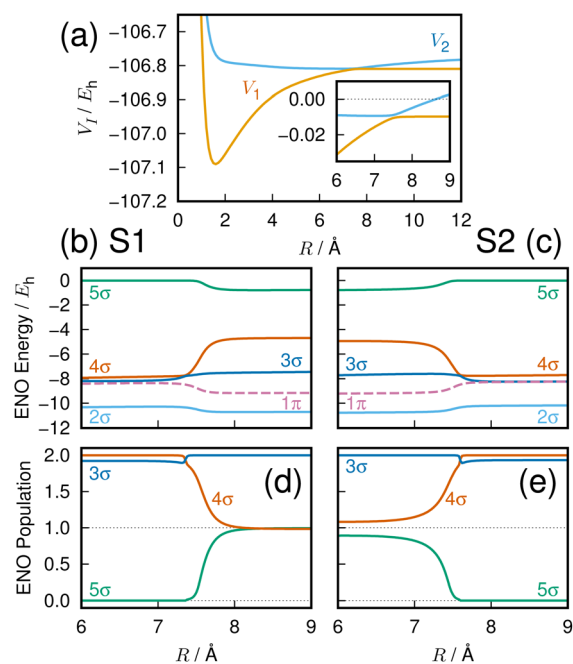 (a)
V_I / E_h
−106.7
−106.8
−106.9
−107.0
−107.1
−107.2
V_2
V_1
0.00
−0.02
6 7 8 9
0 2 4 6 8 10 12
R / Å
(b) S1
S2 (c)
ENO Energy / E_h
0
−2
−4
−6
−8
−10
−12
5σ
4σ
3σ
1π
2σ
5σ
3σ
4σ
1π
2σ
ENO Population
2.0
1.5
1.0
0.5
0.0
3σ
4σ
(d)
5σ
3σ
4σ
(e)
5σ
6 7 8 9
6 7 8 9
R / Å
R / Å